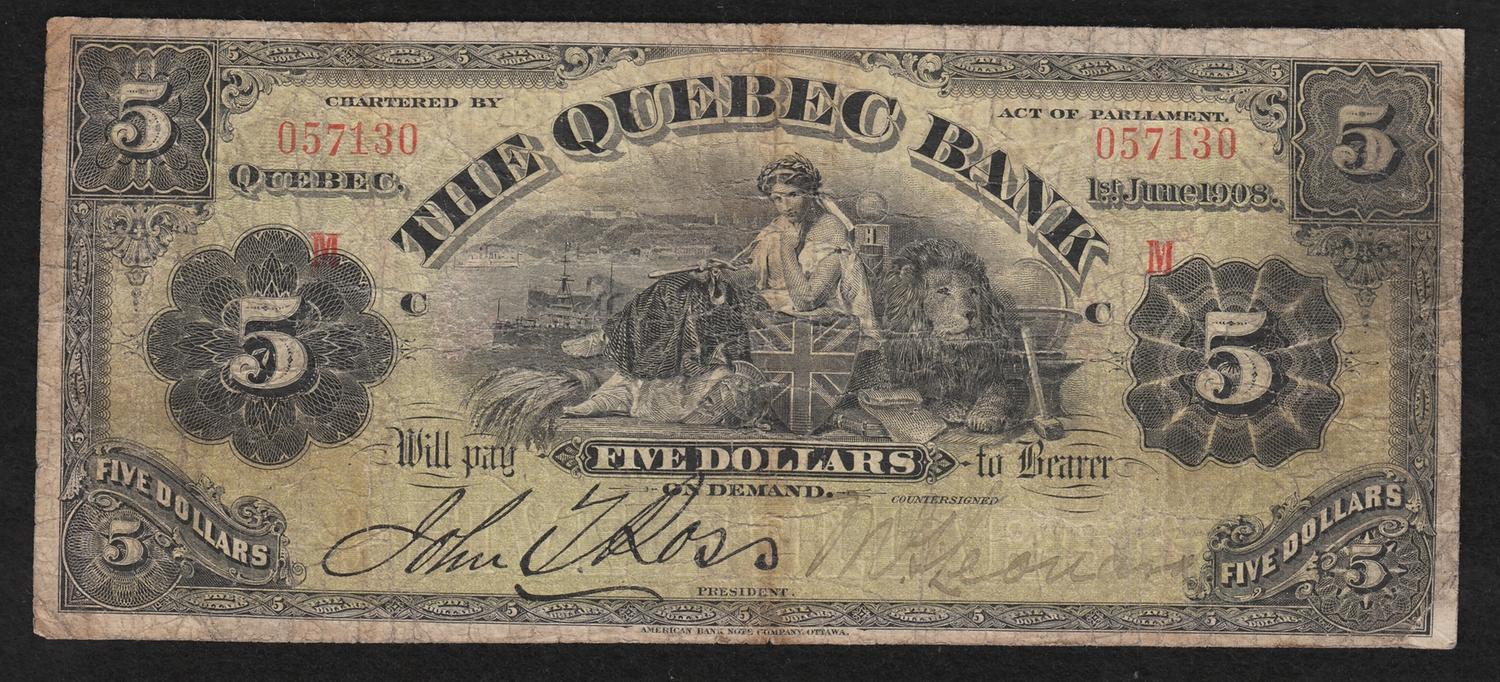 5
5
CHARTERED BY
ACT OF PARLIAMENT.
THE QUEBEC BANK
057130
057130
QUEBEC.
1st June 1908.
M
M
C
C
5
5
Will pay FIVE DOLLARS to Bearer
ON DEMAND.
COUNTERSIGNED
FIVE DOLLARS
5
FIVE DOLLARS
5
John T. Ross
PRESIDENT.
AMERICAN BANK NOTE COMPANY, OTTAWA.